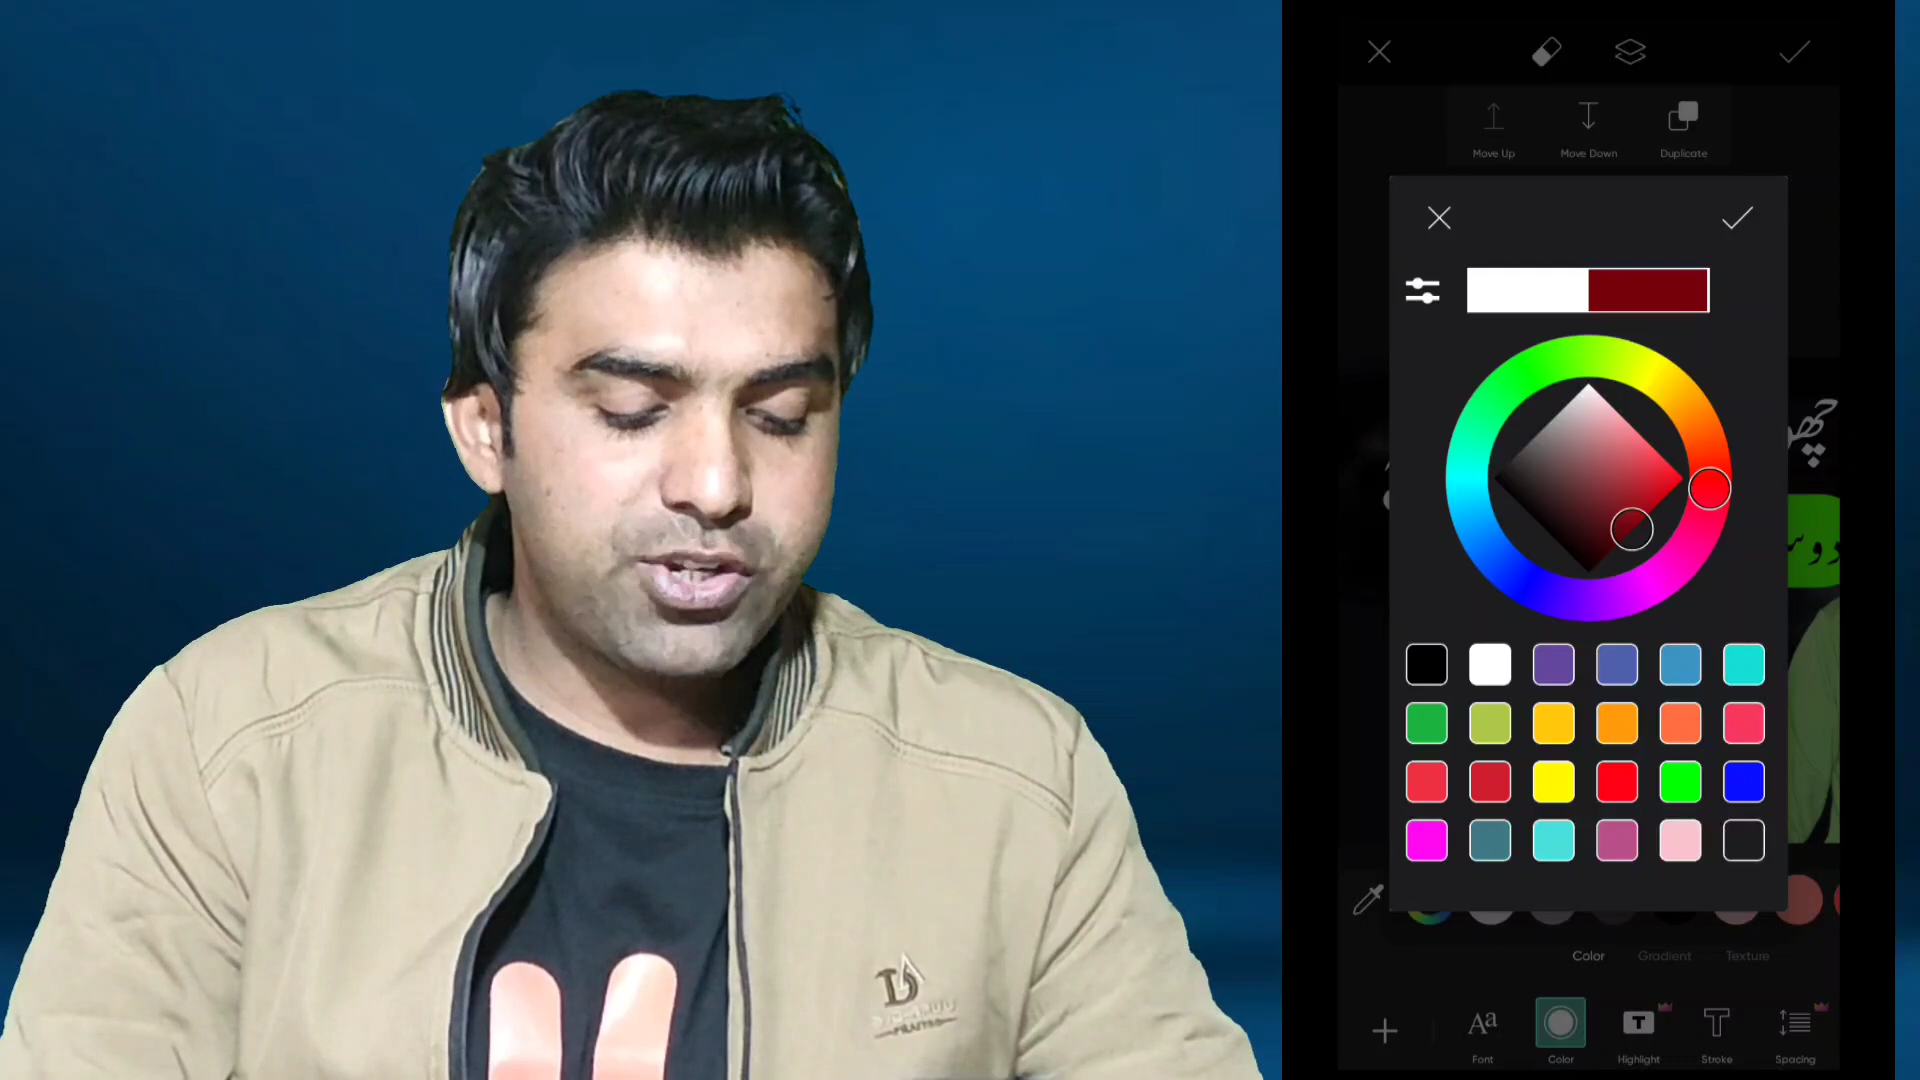 Move Up
Move Down
Duplicate
Color
Gradient
Texture
Font
Color
Highlight
Stroke
Spacing